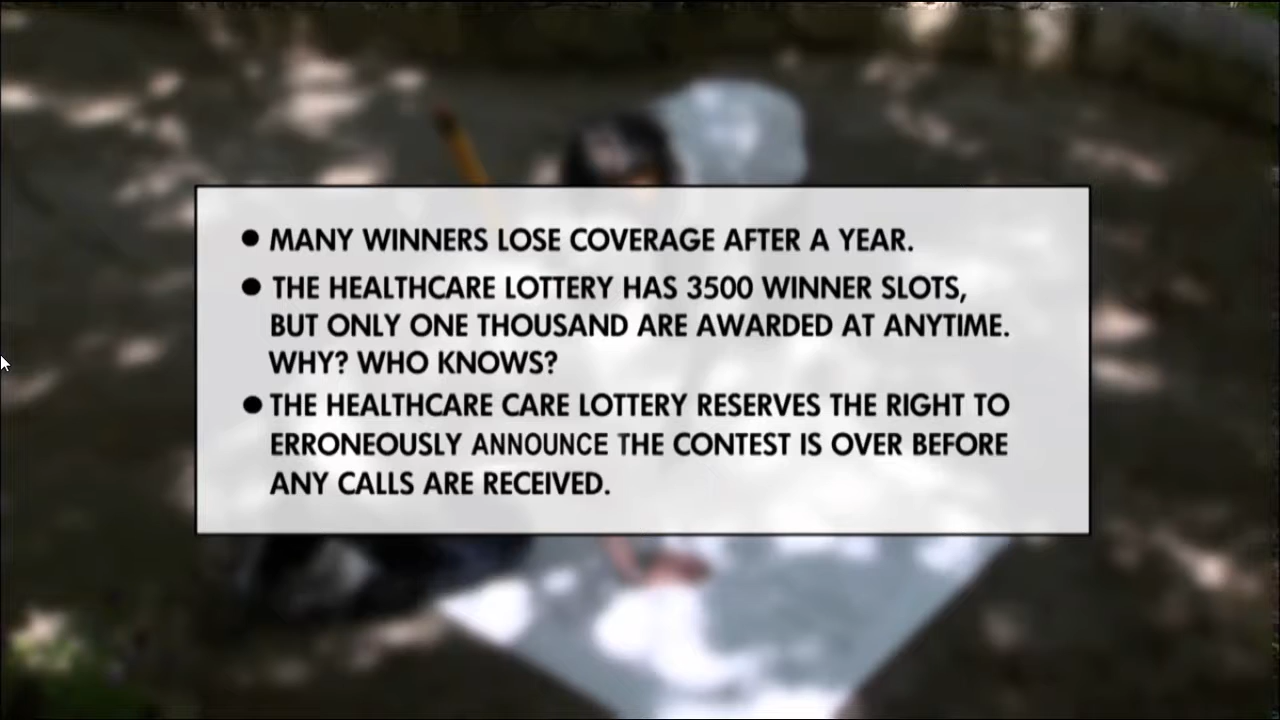 ● MANY WINNERS LOSE COVERAGE AFTER A YEAR.
● THE HEALTHCARE LOTTERY HAS 3500 WINNER SLOTS,
BUT ONLY ONE THOUSAND ARE AWARDED AT ANYTIME.
WHY? WHO KNOWS?
● THE HEALTHCARE CARE LOTTERY RESERVES THE RIGHT TO
ERRONEOUSLY ANNOUNCE THE CONTEST IS OVER BEFORE
ANY CALLS ARE RECEIVED.